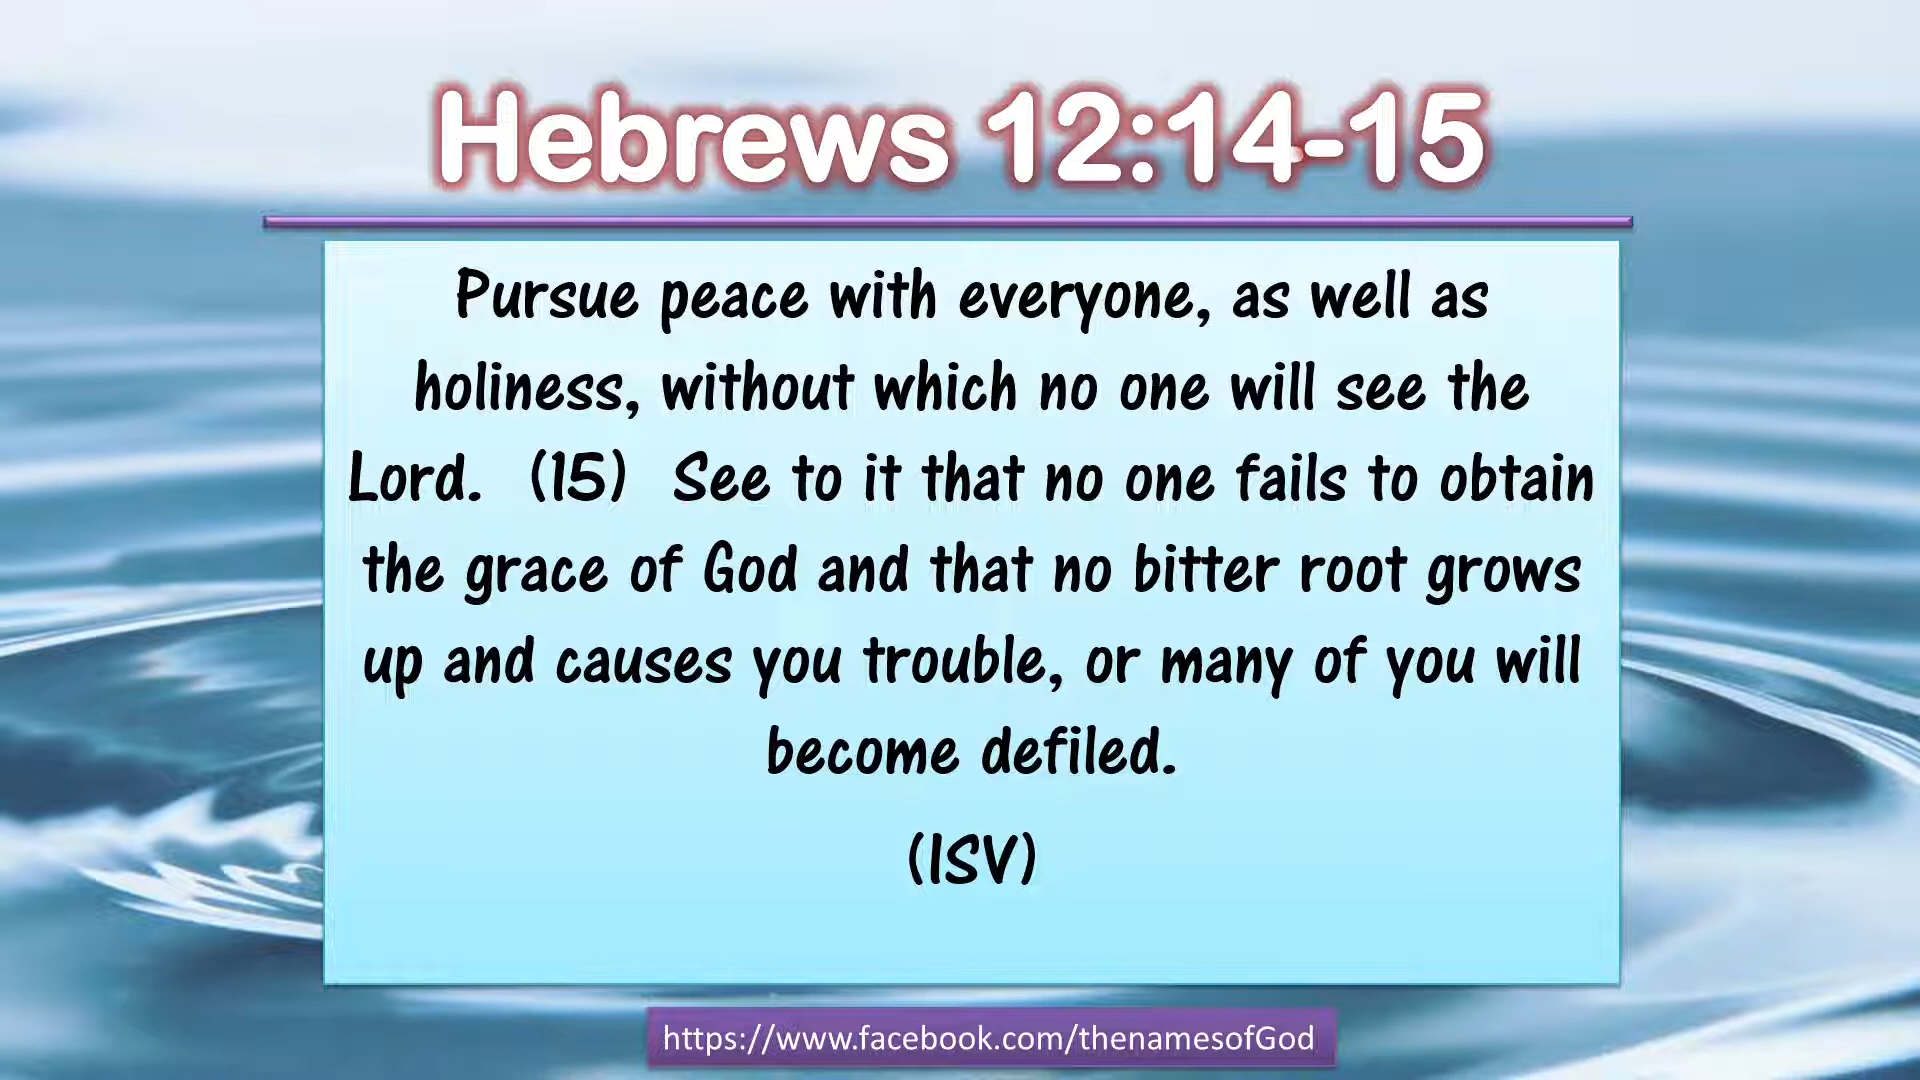 Hebrews 12:14-15
Pursue peace with everyone, as well as
holiness, without which no one will see the
Lord. (15) See to it that no one fails to obtain
the grace of God and that no bitter root grows
up and causes you trouble, or many of you will
become defiled.
(ISV)
https://www.facebook.com/thenamesofGod